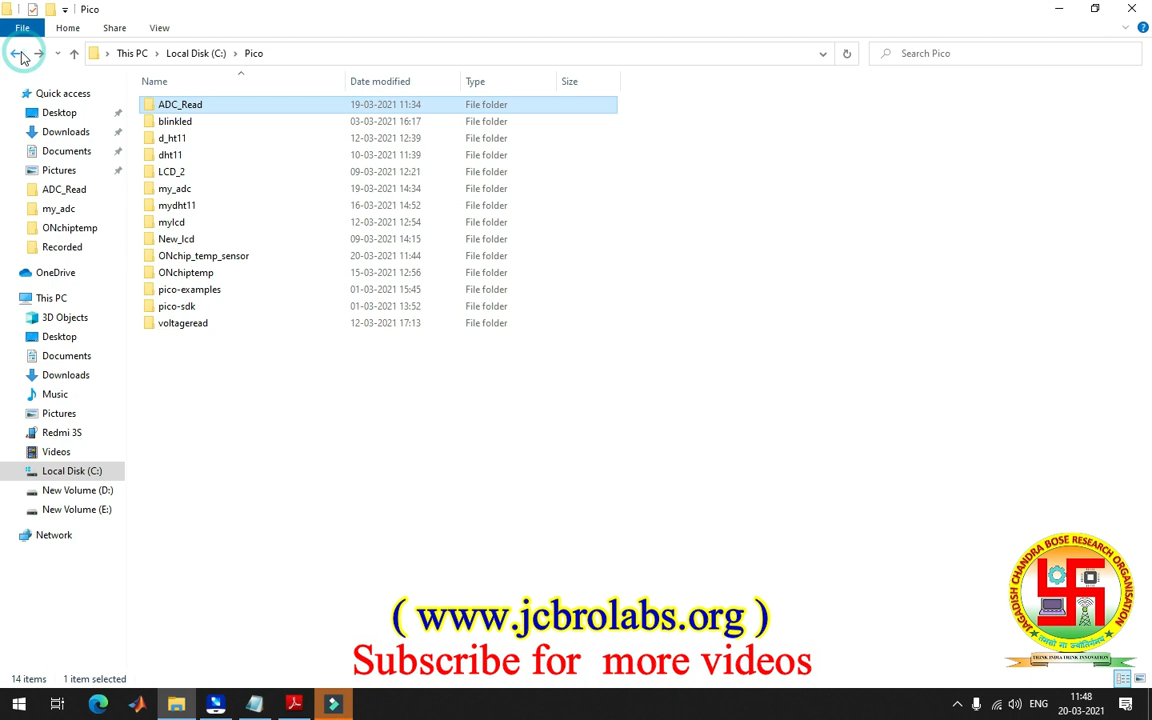 Pico
File Home Share View
This PC Local Disk (C:) Pico
Search Pico
Name Date modified Type Size
Quick access
Desktop
Downloads
Documents
Pictures
ADC_Read
my_adc
ONchiptemp
Recorded
OneDrive
This PC
3D Objects
Desktop
Documents
Downloads
Music
Pictures
Redmi 3S
Videos
Local Disk (C:)
New Volume (D:)
New Volume (E:)
Network
ADC_Read 19-03-2021 11:34 File folder
blinkled 03-03-2021 16:17 File folder
d_ht11 12-03-2021 12:39 File folder
dht11 10-03-2021 11:39 File folder
LCD_2 09-03-2021 12:21 File folder
my_adc 19-03-2021 14:34 File folder
mydht11 16-03-2021 14:52 File folder
mylcd 12-03-2021 12:54 File folder
New_lcd 09-03-2021 14:15 File folder
ONchip_temp_sensor 20-03-2021 11:44 File folder
ONchiptemp 15-03-2021 12:56 File folder
pico-examples 01-03-2021 15:45 File folder
pico-sdk 01-03-2021 13:52 File folder
voltageread 12-03-2021 17:13 File folder
JAGADISH CHANDRA BOSE RESEARCH ORGANISATION
THINK INDIA THINK INNOVATION
( www.jcbrolabs.org )
Subscribe for more videos
14 items 1 item selected
ENG
11:48
20-03-2021